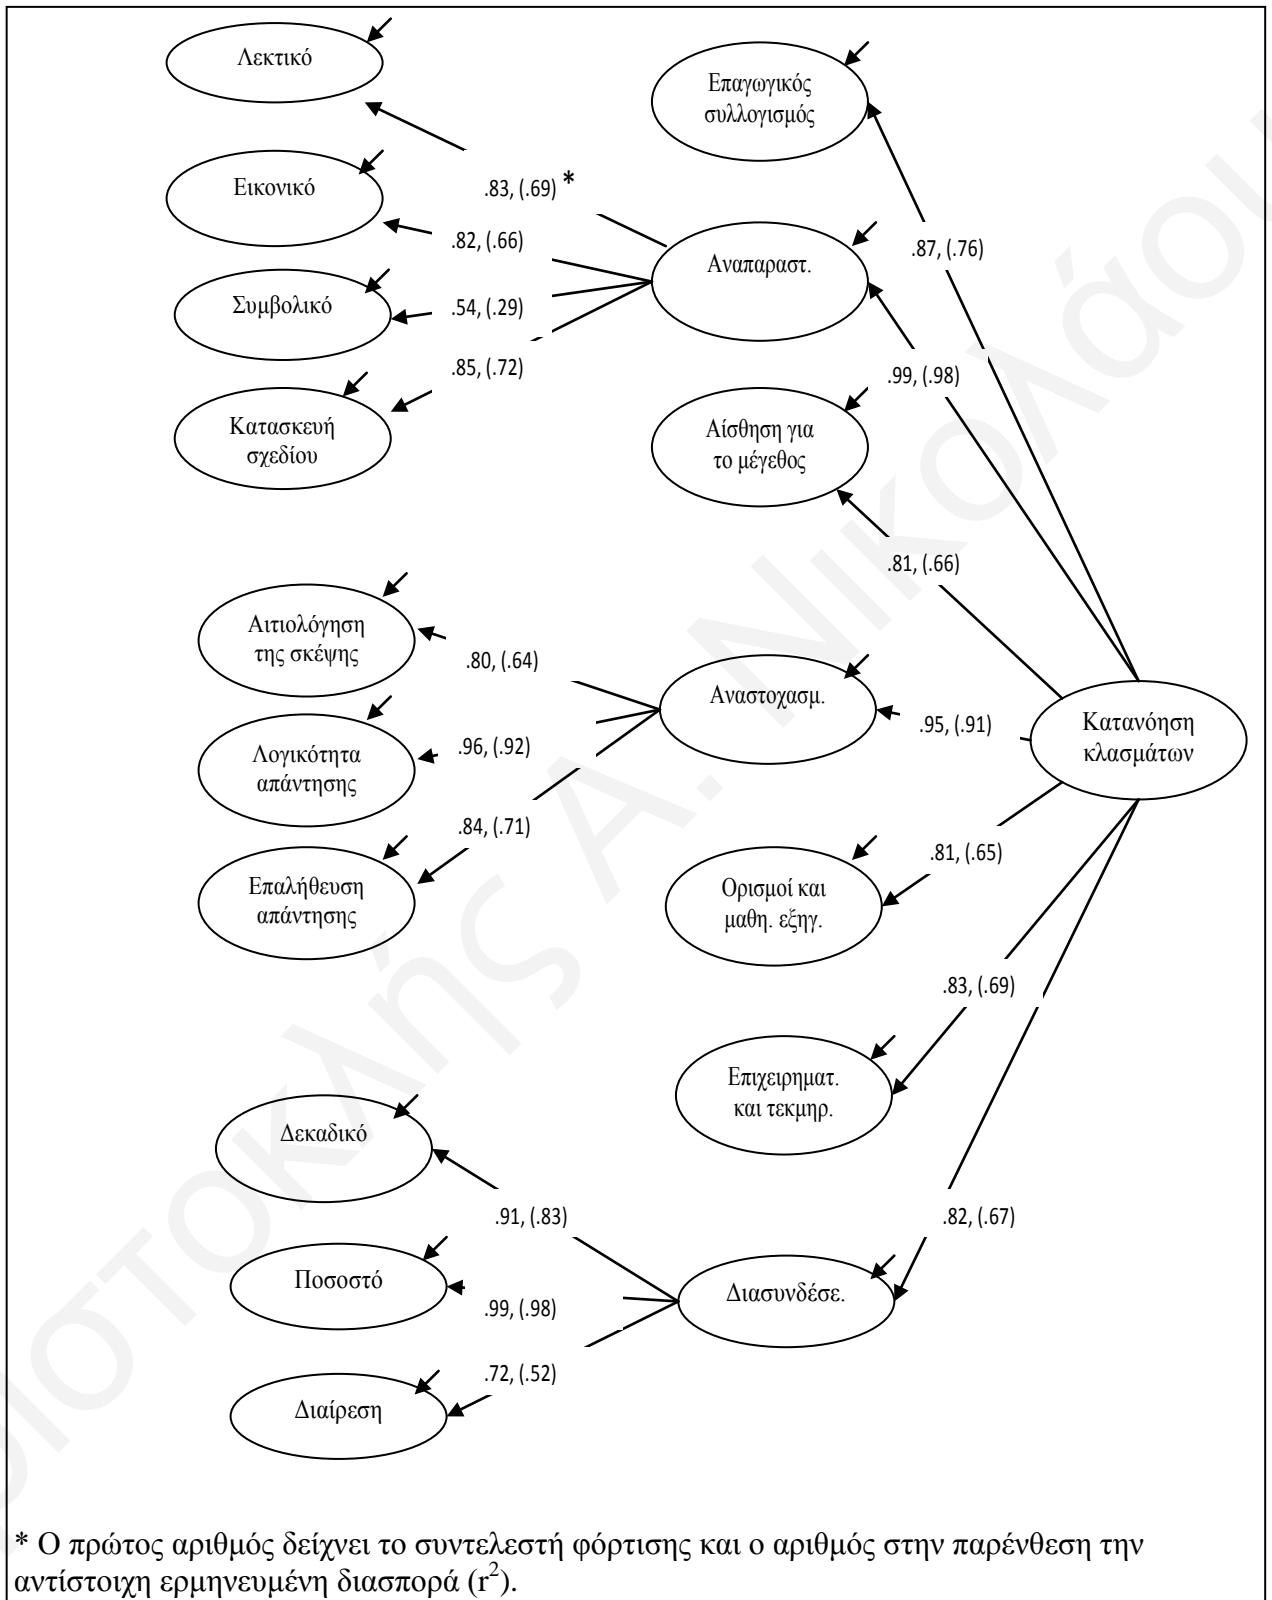 Λεκτικό
Επαγωγικός
συλλογισμός
Εικονικό
.83, (.69) *
.82, (.66)
Αναπαραστ.
.87, (.76)
Συμβολικό
.54, (.29)
.85, (.72)
.99, (.98)
Κατασκευή
σχεδίου
Αίσθηση για
το μέγεθος
.81, (.66)
Αιτιολόγηση
της σκέψης
.80, (.64)
Αναστοχασμ.
.95, (.91)
Κατανόηση
κλασμάτων
Λογικότητα
απάντησης
.96, (.92)
.84, (.71)
.81, (.65)
Επαλήθευση
απάντησης
Ορισμοί και
μαθη. εξηγ.
.83, (.69)
Επιχειρηματ.
και τεκμηρ.
Δεκαδικό
.91, (.83)
.82, (.67)
Ποσοστό
.99, (.98)
Διασυνδέσε.
.72, (.52)
Διαίρεση
* Ο πρώτος αριθμός δείχνει το συντελεστή φόρτισης και ο αριθμός στην παρένθεση την
αντίστοιχη ερμηνευμένη διασπορά (r²).
ριστοκλής Α. Νικολάου